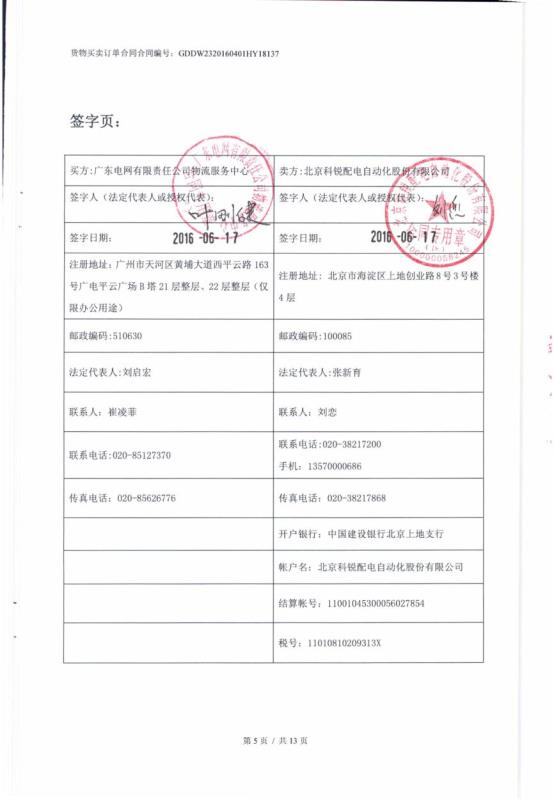 货物买卖订单合同合同编号：GDDW2320160401HY18137
签字页：
买方:广东电网有限责任公司物流服务中心
卖方:北京科锐配电自动化股份有限公司
签字人（法定代表人或授权代表）:
签字人（法定代表人或授权代表）:
签字日期: 2016 -06- 17
签字日期: 2016 -06- 17
注册地址: 广州市天河区黄埔大道西平云路 163
号广电平云广场 B 塔 21 层整层、22 层整层（仅
限办公用途）
注册地址: 北京市海淀区上地创业路 8 号 3 号楼
4 层
邮政编码:510630
邮政编码:100085
法定代表人:刘启宏
法定代表人:张新育
联系人: 崔凌菲
联系人: 刘恋
联系电话:020-85127370
联系电话:020-38217200
手机: 13570000686
传真电话: 020-85626776
传真电话: 020-38217868
开户银行: 中国建设银行北京上地支行
帐户名: 北京科锐配电自动化股份有限公司
结算帐号: 11001045300056027854
税号: 11010810209313X
合同专用章
第 5 页 / 共 13 页